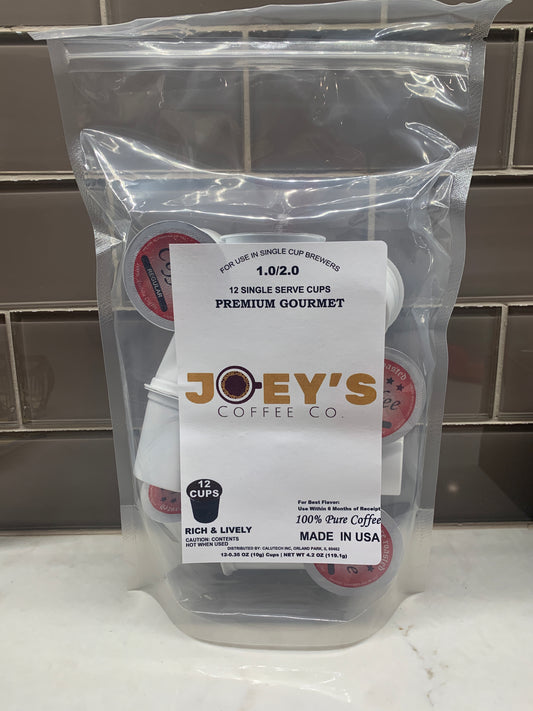 FOR USE IN SINGLE CUP BREWERS
1.0/2.0
12 SINGLE SERVE CUPS
PREMIUM GOURMET
JOEY'S
COFFEE CO.
12
CUPS
RICH & LIVELY
CAUTION: CONTENTS
HOT WHEN USED
For Best Flavor:
Use Within 6 Months of Receipt
100% Pure Coffee
MADE IN USA
DISTRIBUTED BY: CALUTECH INC, ORLAND PARK, IL 60462
12-0.35 OZ (10g) Cups | NET WT 4.2 OZ (119.1g)
REGULAR